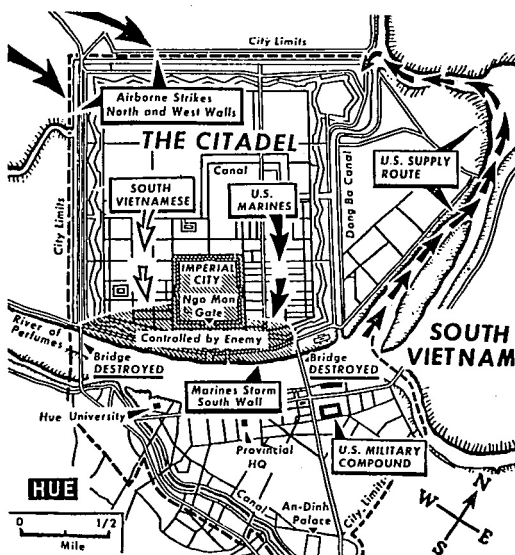 City Limits
Airborne Strikes
North and West Walls
THE CITADEL
Canal
U.S. SUPPLY
ROUTE
SOUTH
VIETNAMESE
U.S.
MARINES
Dong Ba Canal
City Limits
IMPERIAL
CITY
Ngo Mon
Gate
Controlled by Enemy
River of
Perfumes
SOUTH
VIETNAM
Bridge
DESTROYED
Bridge
DESTROYED
Marines Storm
South Wall
Hue University
U.S. MILITARY
COMPOUND
Provincial
HQ
HUE
Canal
An-Dinh
Palace
City Limits
N
W
E
S
0 1/2
Mile